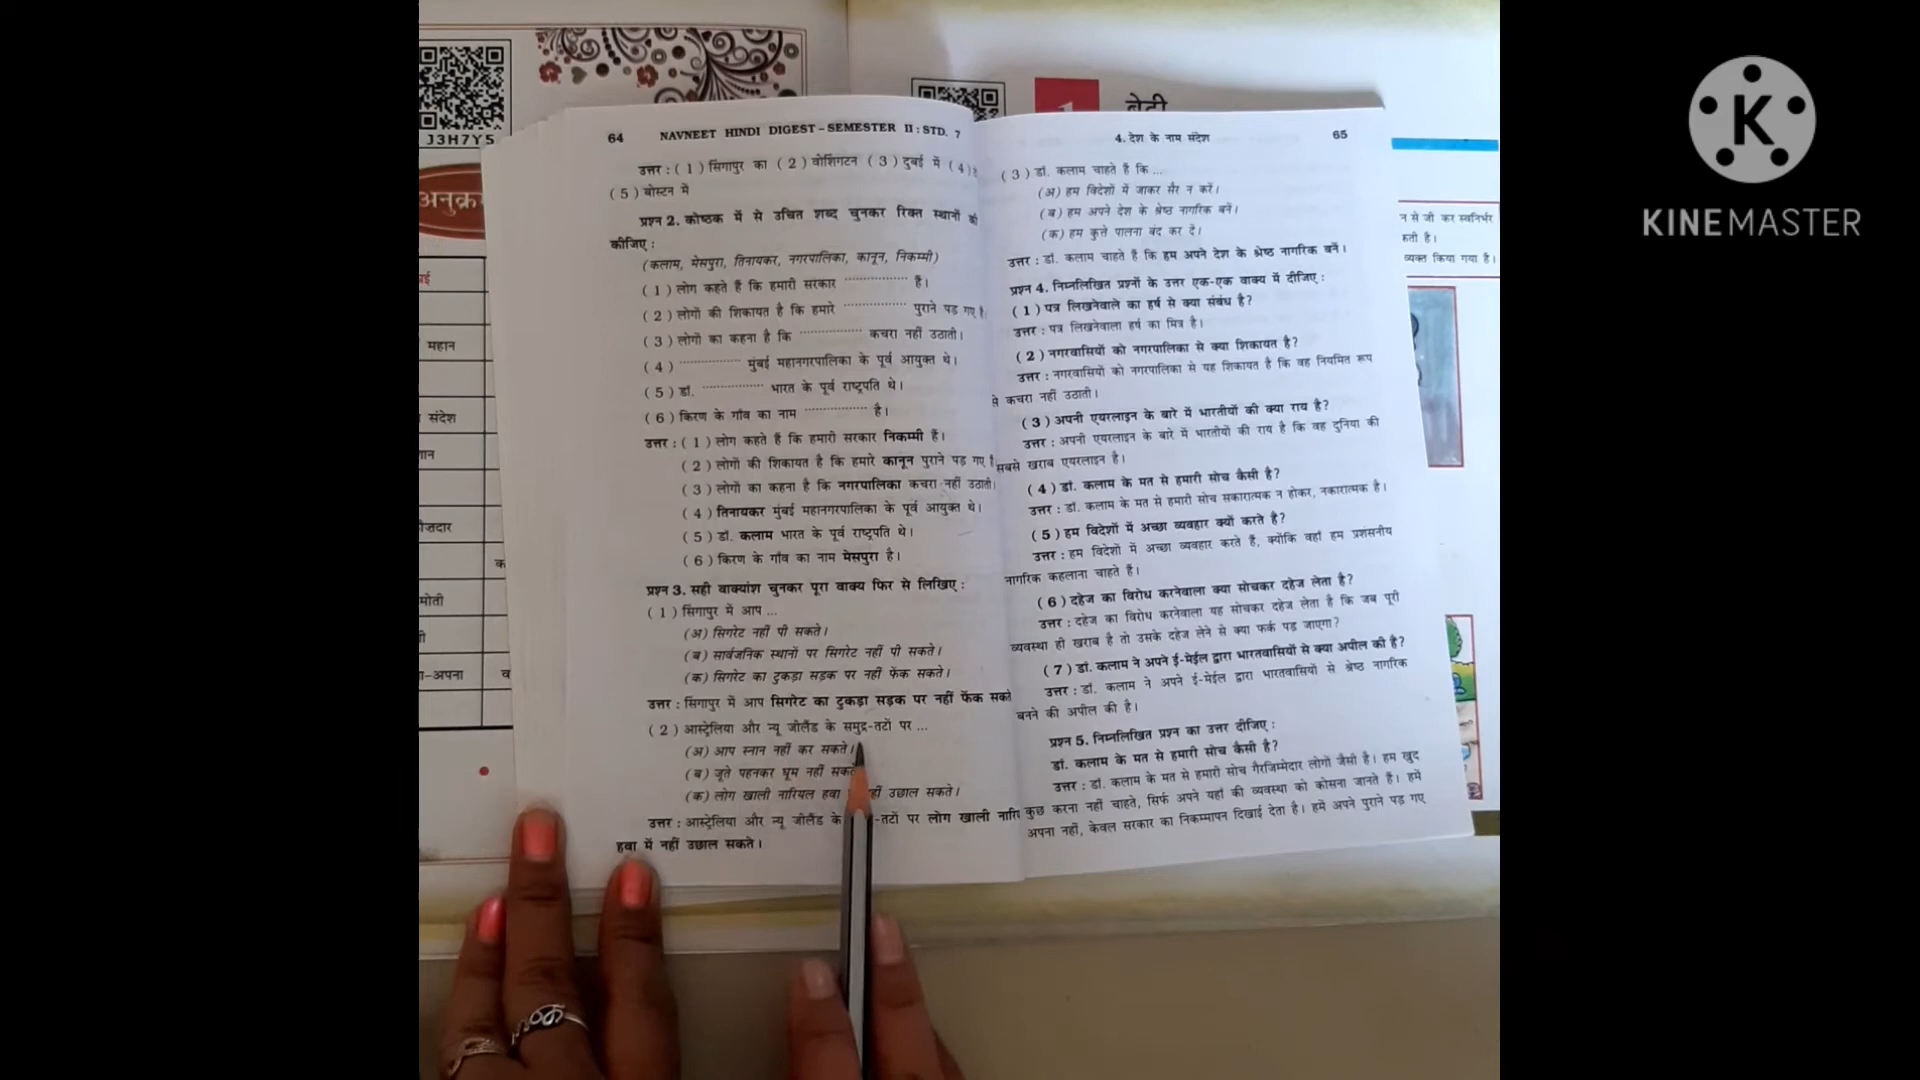 J3H7Y5
अनुक्र
महान
संदेश
मोती
बेटी
न से जी कर स्वनिर्भर
व्यक्त किया गया है।
64 NAVNEET HINDI DIGEST – SEMESTER II : STD. 7
उत्तर : ( 1 ) सिंगापुर का ( 2 ) वोशिंगटन ( 3 ) दुबई में ( 4 )
( 5 ) बोस्टन में
प्रश्न 2. कोष्ठक में से उचित शब्द चुनकर रिक्त स्थानों की
कीजिए :
(कलाम, मेसपुरा, तिनायकर, नगरपालिका, कानून, निकम्मी)
( 1 ) लोग कहते हैं कि हमारी सरकार ................ हैं।
( 2 ) लोगों की शिकायत है कि हमारे ................ पुराने पड़ गए है
( 3 ) लोगों का कहना है कि ................ कचरा नहीं उठाती।
( 4 ) ................ मुंबई महानगरपालिका के पूर्व आयुक्त थे।
( 5 ) डॉ. ................ भारत के पूर्व राष्ट्रपति थे।
( 6 ) किरण के गाँव का नाम ................ है।
उत्तर : ( 1 ) लोग कहते हैं कि हमारी सरकार निकम्मी हैं।
( 2 ) लोगों की शिकायत है कि हमारे कानून पुराने पड़ गए है
( 3 ) लोगों का कहना है कि नगरपालिका कचरा नहीं उठाती।
( 4 ) तिनायकर मुंबई महानगरपालिका के पूर्व आयुक्त थे।
( 5 ) डॉ. कलाम भारत के पूर्व राष्ट्रपति थे।
( 6 ) किरण के गाँव का नाम मेसपुरा है।
प्रश्न 3. सही वाक्यांश चुनकर पूरा वाक्य फिर से लिखिए :
( 1 ) सिंगापुर में आप ...
(अ) सिगरेट नहीं पी सकते।
(ब) सार्वजनिक स्थानों पर सिगरेट नहीं पी सकते।
(क) सिगरेट का टुकड़ा सड़क पर नहीं फेंक सकते।
उत्तर : सिंगापुर में आप सिगरेट का टुकड़ा सड़क पर नहीं फेंक सकते
( 2 ) आस्ट्रेलिया और न्यू जीलैंड के समुद्र-तटों पर ...
(अ) आप स्नान नहीं कर सकते।
(ब) जूते पहनकर घूम नहीं सकते
(क) लोग खाली नारियल हवा उछाल सकते।
उत्तर : आस्ट्रेलिया और न्यू जीलैंड के -तटों पर लोग खाली नारि
हवा में नहीं उछाल सकते।
4. देश के नाम संदेश 65
( 3 ) डॉ. कलाम चाहते हैं कि ...
(अ) हम विदेशों में जाकर सैर न करें।
(ब) हम अपने देश के श्रेष्ठ नागरिक बनें।
(क) हम कुत्ते पालना बंद कर दें।
उत्तर : डॉ. कलाम चाहते हैं कि हम अपने देश के श्रेष्ठ नागरिक बनें।
प्रश्न 4. निम्नलिखित प्रश्नों के उत्तर एक-एक वाक्य में दीजिए :
( 1 ) पत्र लिखनेवाले का हर्ष से क्या संबंध है?
उत्तर : पत्र लिखनेवाला हर्ष का मित्र है।
( 2 ) नगरवासियों को नगरपालिका से क्या शिकायत है?
उत्तर : नगरवासियों को नगरपालिका से यह शिकायत है कि वह नियमित रूप
से कचरा नहीं उठाती।
( 3 ) अपनी एयरलाइन के बारे में भारतीयों की क्या राय है?
उत्तर : अपनी एयरलाइन के बारे में भारतीयों की राय है कि वह दुनिया की
सबसे खराब एयरलाइन है।
( 4 ) डॉ. कलाम के मत से हमारी सोच कैसी है?
उत्तर : डॉ. कलाम के मत से हमारी सोच सकारात्मक न होकर, नकारात्मक है।
( 5 ) हम विदेशों में अच्छा व्यवहार क्यों करते है?
उत्तर : हम विदेशों में अच्छा व्यवहार करते हैं, क्योंकि वहाँ हम प्रशंसनीय
नागरिक कहलाना चाहते हैं।
( 6 ) दहेज का विरोध करनेवाला क्या सोचकर दहेज लेता है?
उत्तर : दहेज का विरोध करनेवाला यह सोचकर दहेज लेता है कि जब पूरी
व्यवस्था ही खराब है तो उसके दहेज लेने से क्या फर्क पड़ जाएगा?
( 7 ) डॉ. कलाम ने अपने ई-मेईल द्वारा भारतवासियों से क्या अपील की है?
उत्तर : डॉ. कलाम ने अपने ई-मेईल द्वारा भारतवासियों से श्रेष्ठ नागरिक
बनने की अपील की है।
प्रश्न 5. निम्नलिखित प्रश्न का उत्तर दीजिए :
डॉ. कलाम के मत से हमारी सोच कैसी है?
उत्तर : डॉ. कलाम के मत से हमारी सोच गैरजिम्मेदार लोगों जैसी है। हम खुद
कुछ करना नहीं चाहते, सिर्फ अपने यहाँ की व्यवस्था को कोसना जानते हैं। हमें
अपना नहीं, केवल सरकार का निकम्मापन दिखाई देता है। हमें अपने पुराने पड़ गए
K
KINEMASTER